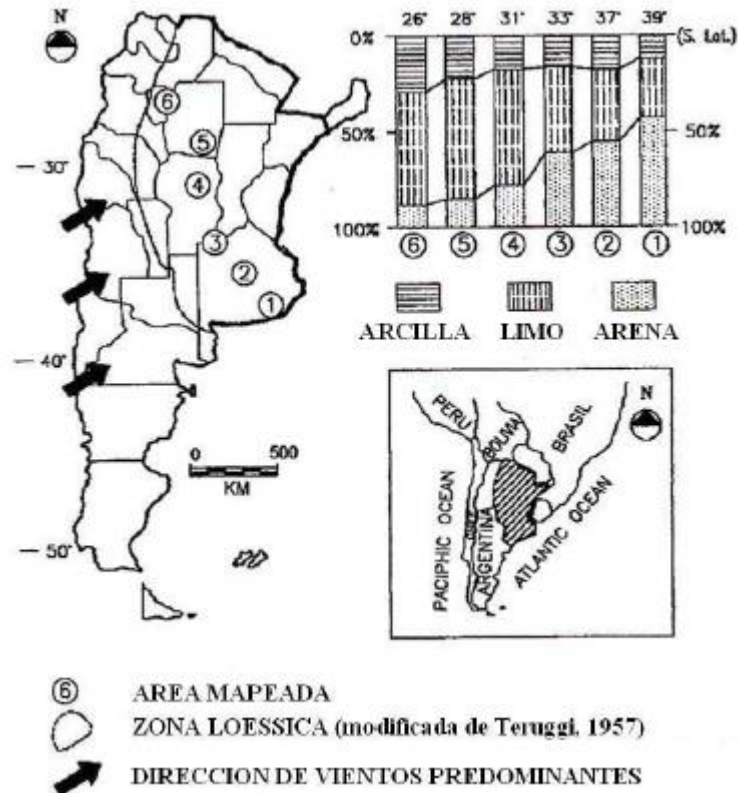 N
26° 28° 31° 33° 37° 39°
0% (S. Lat.)
50% 50%
100% 100%
⑥ ⑤ ④ ③ ② ①
ARCILLA LIMO ARENA
⑥
⑤
④
③
②
①
— 30°
— 40°
— 50°
0 500
KM
N
PERU
BOLIVIA
BRASIL
PACIPHIC OCEAN
ARGENTINA
ATLANTIC OCEAN
⑥ AREA MAPEADA
ZONA LOESSICA (modificada de Teruggi, 1957)
DIRECCION DE VIENTOS PREDOMINANTES